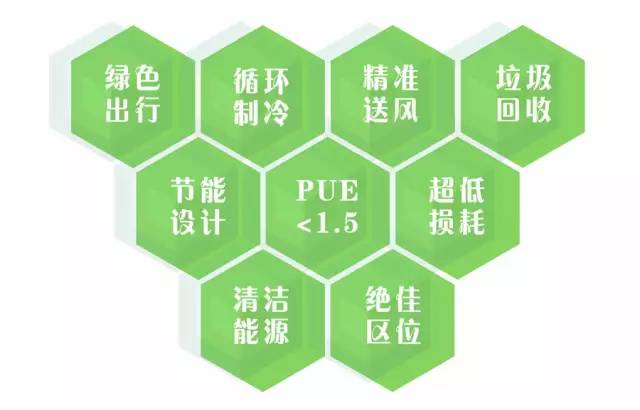 绿色
出行
循环
制冷
精准
送风
垃圾
回收
节能
设计
PUE
<1.5
超低
损耗
清洁
能源
绝佳
区位